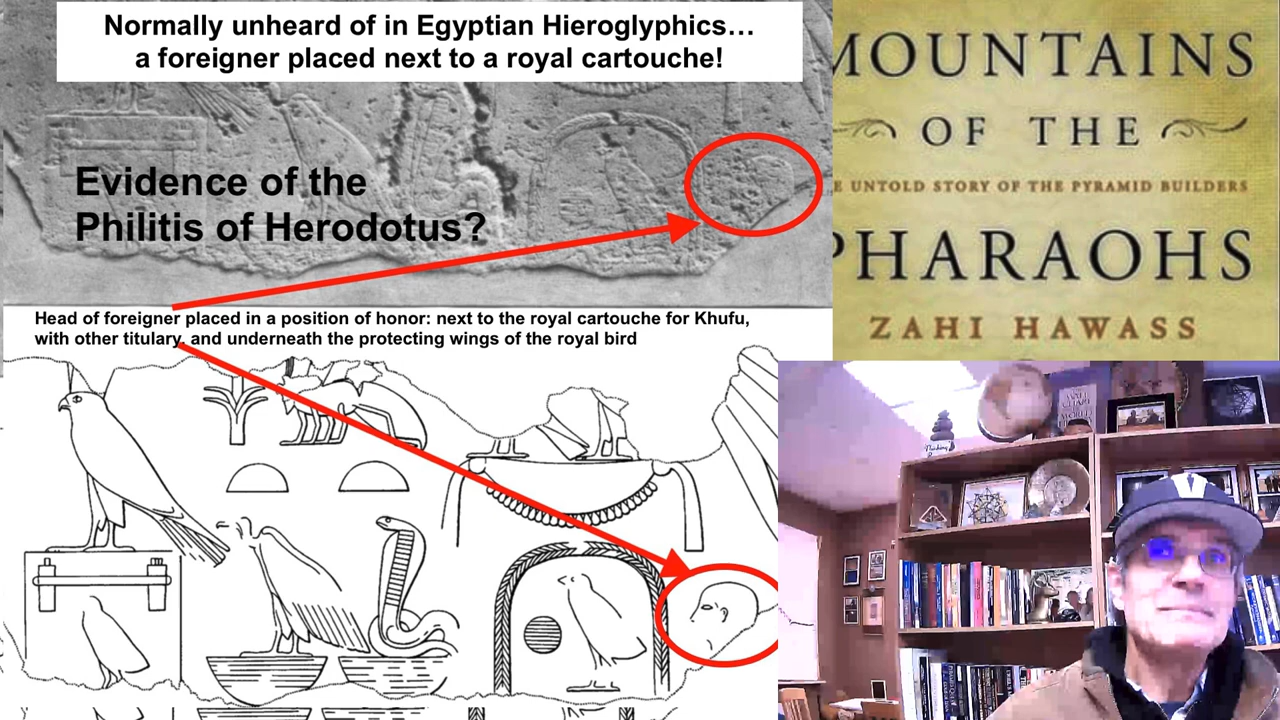 Normally unheard of in Egyptian Hieroglyphics…
a foreigner placed next to a royal cartouche!
Evidence of the
Philitis of Herodotus?
Head of foreigner placed in a position of honor: next to the royal cartouche for Khufu,
with other titulary, and underneath the protecting wings of the royal bird
MOUNTAINS
OF THE
E UNTOLD STORY OF THE PYRAMID BUILDERS
PHARAOHS
ZAHI HAWASS